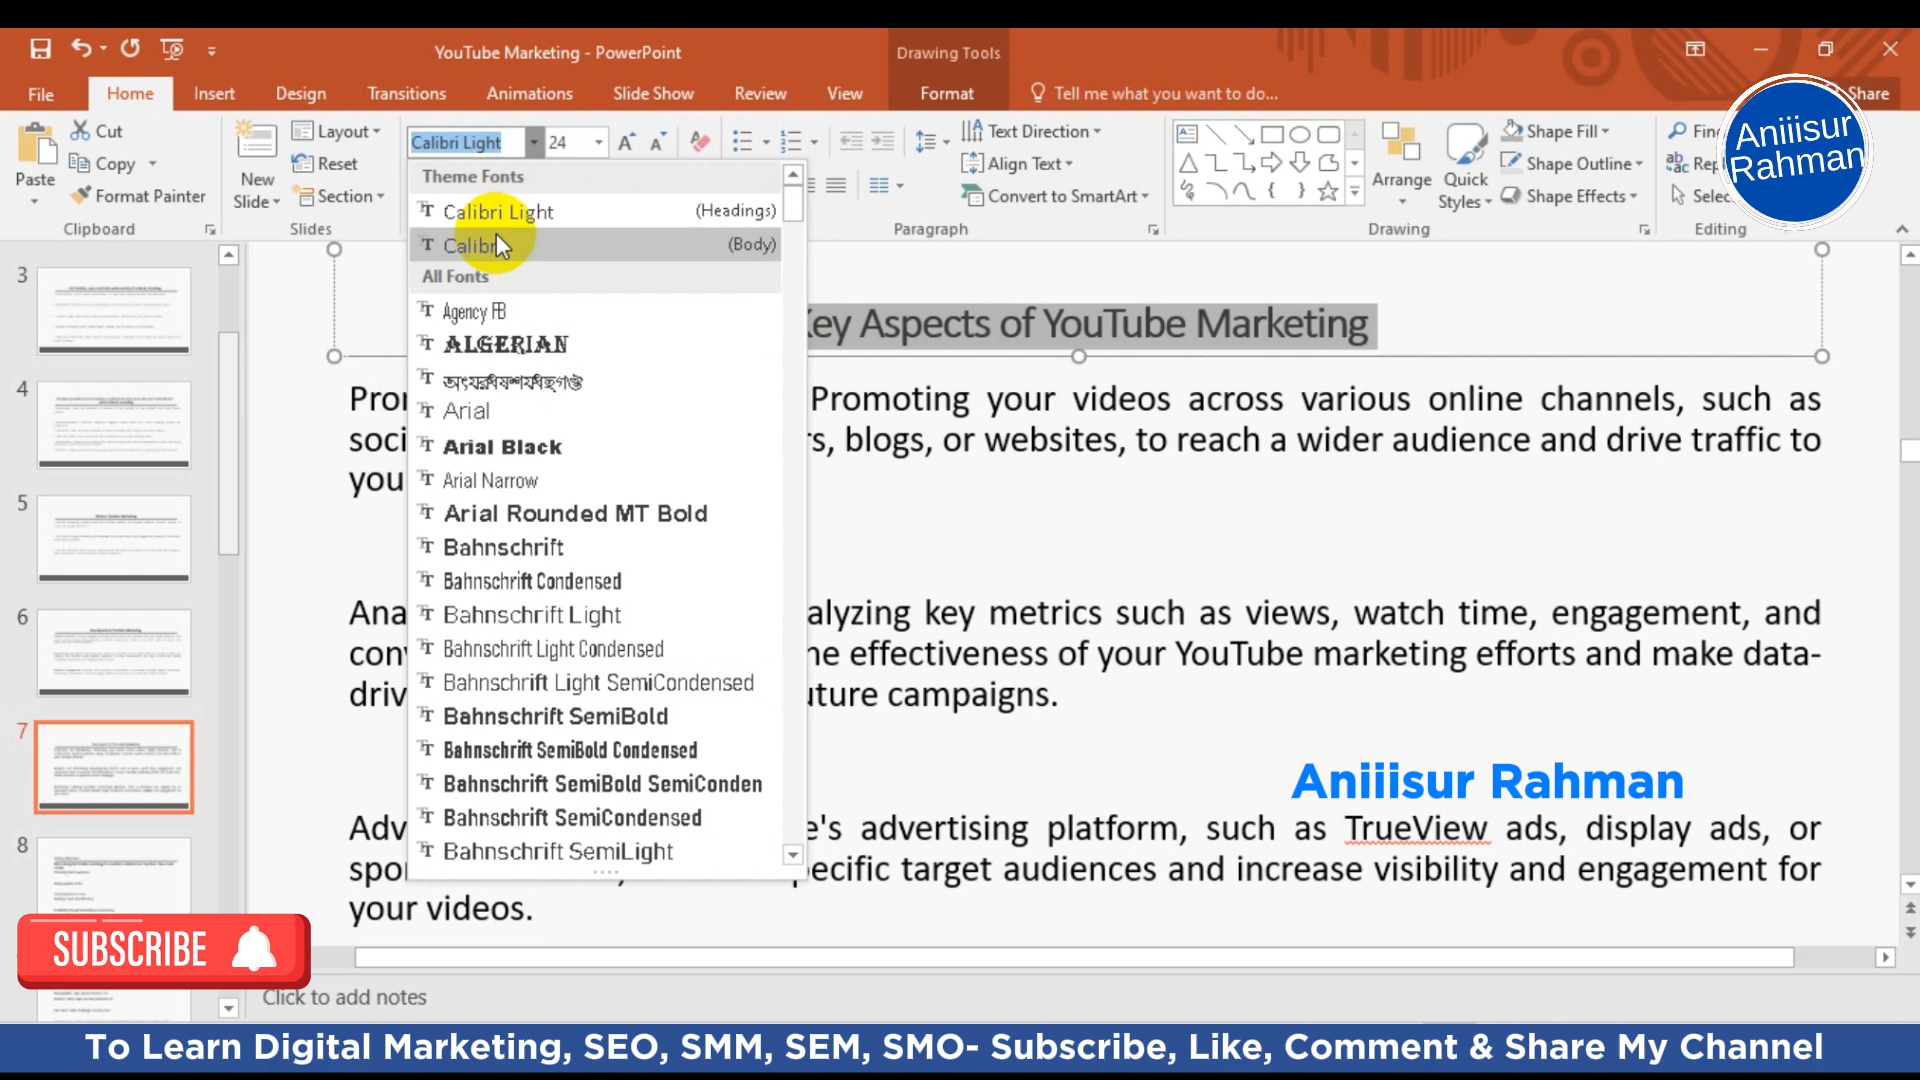 YouTube Marketing - PowerPoint
Drawing Tools
File
Home
Insert
Design
Transitions
Animations
Slide Show
Review
View
Format
Tell me what you want to do...
Share
Aniiisur
Rahman
Paste
Cut
Copy
Format Painter
Clipboard
New
Slide
Layout
Reset
Section
Slides
Calibri Light
24
Text Direction
Align Text
Convert to SmartArt
Paragraph
Arrange
Quick
Styles
Shape Fill
Shape Outline
Shape Effects
Drawing
Editing
Theme Fonts
Calibri Light (Headings)
Calibri (Body)
All Fonts
Agency FB
ALGERIAN
Arial
Arial Black
Arial Narrow
Arial Rounded MT Bold
Bahnschrift
Bahnschrift Condensed
Bahnschrift Light
Bahnschrift Light Condensed
Bahnschrift Light SemiCondensed
Bahnschrift SemiBold
Bahnschrift SemiBold Condensed
Bahnschrift SemiBold SemiConden
Bahnschrift SemiCondensed
Bahnschrift SemiLight
3
4
5
6
7
8
Key Aspects of YouTube Marketing
Promoting your videos across various online channels, such as
blogs, or websites, to reach a wider audience and drive traffic to
key metrics such as views, watch time, engagement, and
effectiveness of your YouTube marketing efforts and make data-
campaigns.
Aniiisur Rahman
advertising platform, such as TrueView ads, display ads, or
target audiences and increase visibility and engagement for
your videos.
SUBSCRIBE
Click to add notes
To Learn Digital Marketing, SEO, SMM, SEM, SMO- Subscribe, Like, Comment & Share My Channel